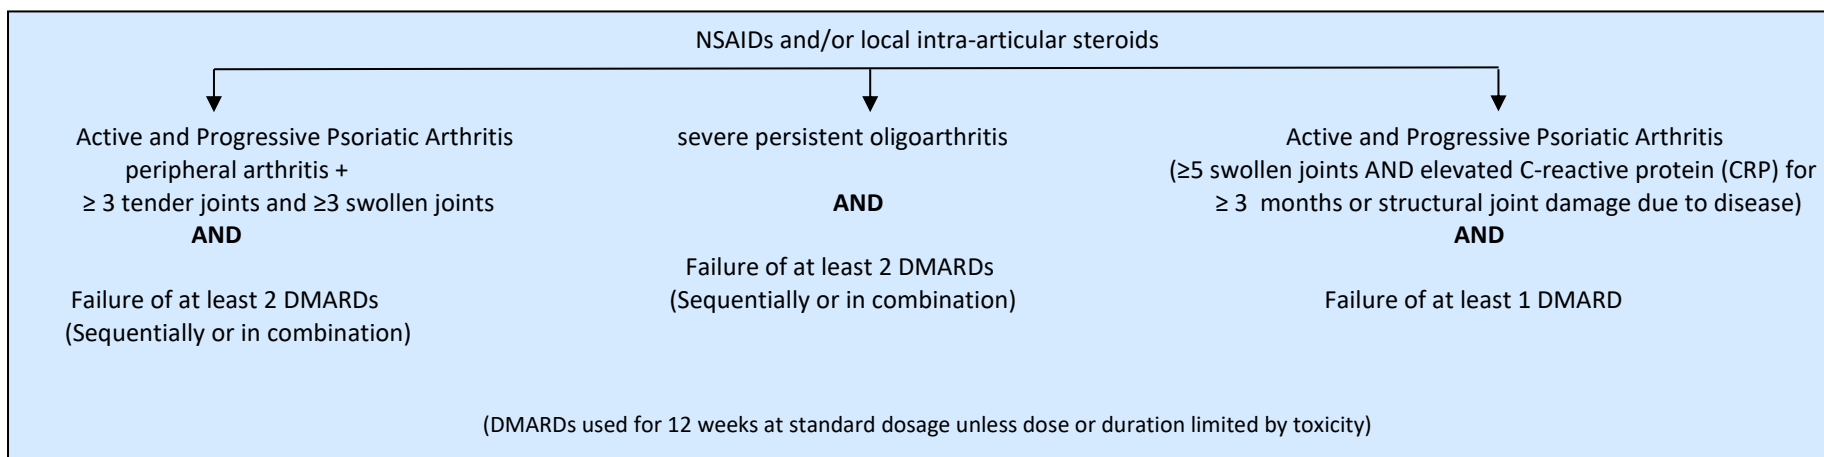 NSAIDs and/or local intra-articular steroids
Active and Progressive Psoriatic Arthritis
peripheral arthritis +
≥ 3 tender joints and ≥3 swollen joints
AND
Failure of at least 2 DMARDs
(Sequentially or in combination)
severe persistent oligoarthritis
AND
Failure of at least 2 DMARDs
(Sequentially or in combination)
Active and Progressive Psoriatic Arthritis
(≥5 swollen joints AND elevated C-reactive protein (CRP) for
≥ 3 months or structural joint damage due to disease)
AND
Failure of at least 1 DMARD
(DMARDs used for 12 weeks at standard dosage unless dose or duration limited by toxicity)